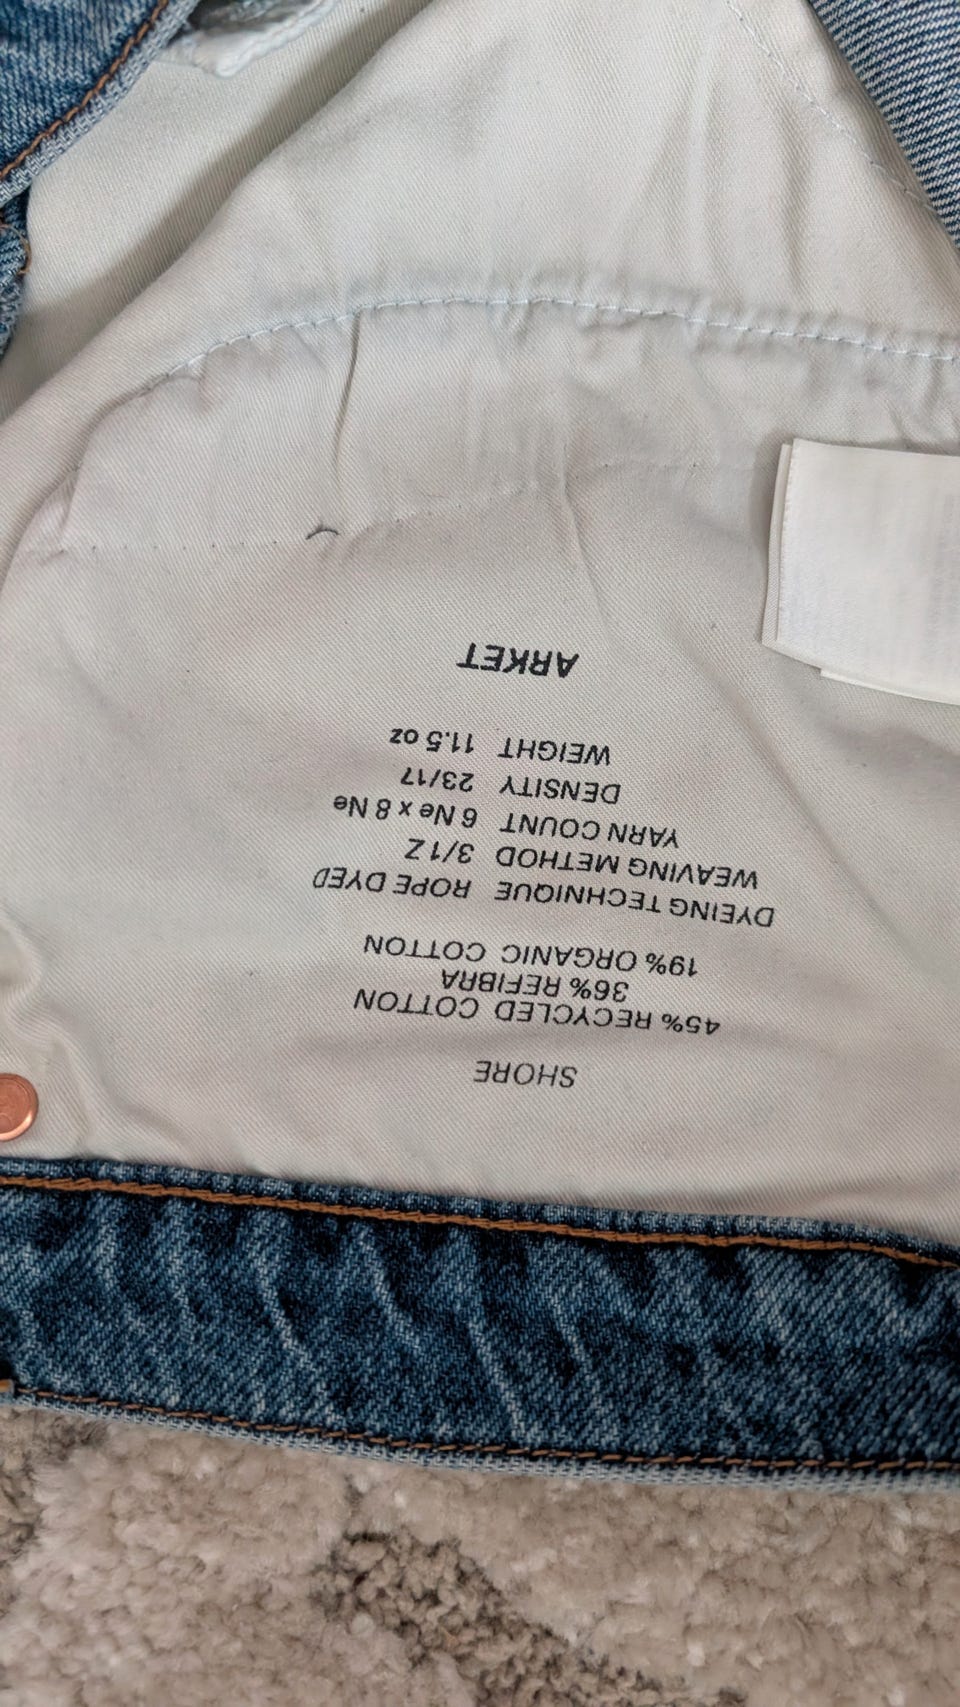 SHORE
45% RECYCLED COTTON
36% REFIBRA
19% ORGANIC COTTON
DYEING TECHNIQUE ROPE DYED
WEAVING METHOD 3/1 Z
YARN COUNT 6 Ne x 8 Ne
DENSITY 23/17
WEIGHT 11.5 oz
ARKET